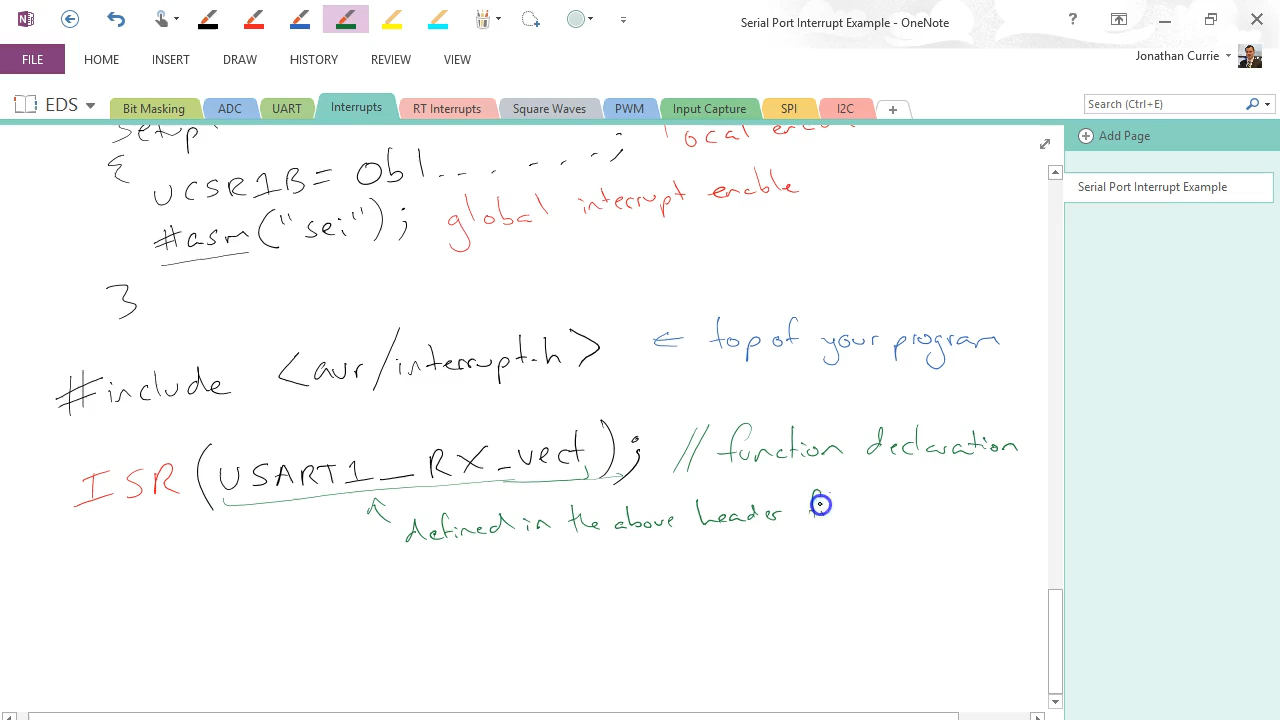 Serial Port Interrupt Example - OneNote
FILE HOME INSERT DRAW HISTORY REVIEW VIEW
Jonathan Currie
EDS
Bit Masking ADC UART Interrupts RT Interrupts Square Waves PWM Input Capture SPI I2C
Search (Ctrl+E)
Add Page
Serial Port Interrupt Example
Setup
local
{
UCSR1B = 0b1.. - - - - ;
#asm("sei"); global interrupt enable
}
#include <avr/interrupt.h> ← top of your program
ISR (USART1_RX_vect); // function declaration
defined in the above header